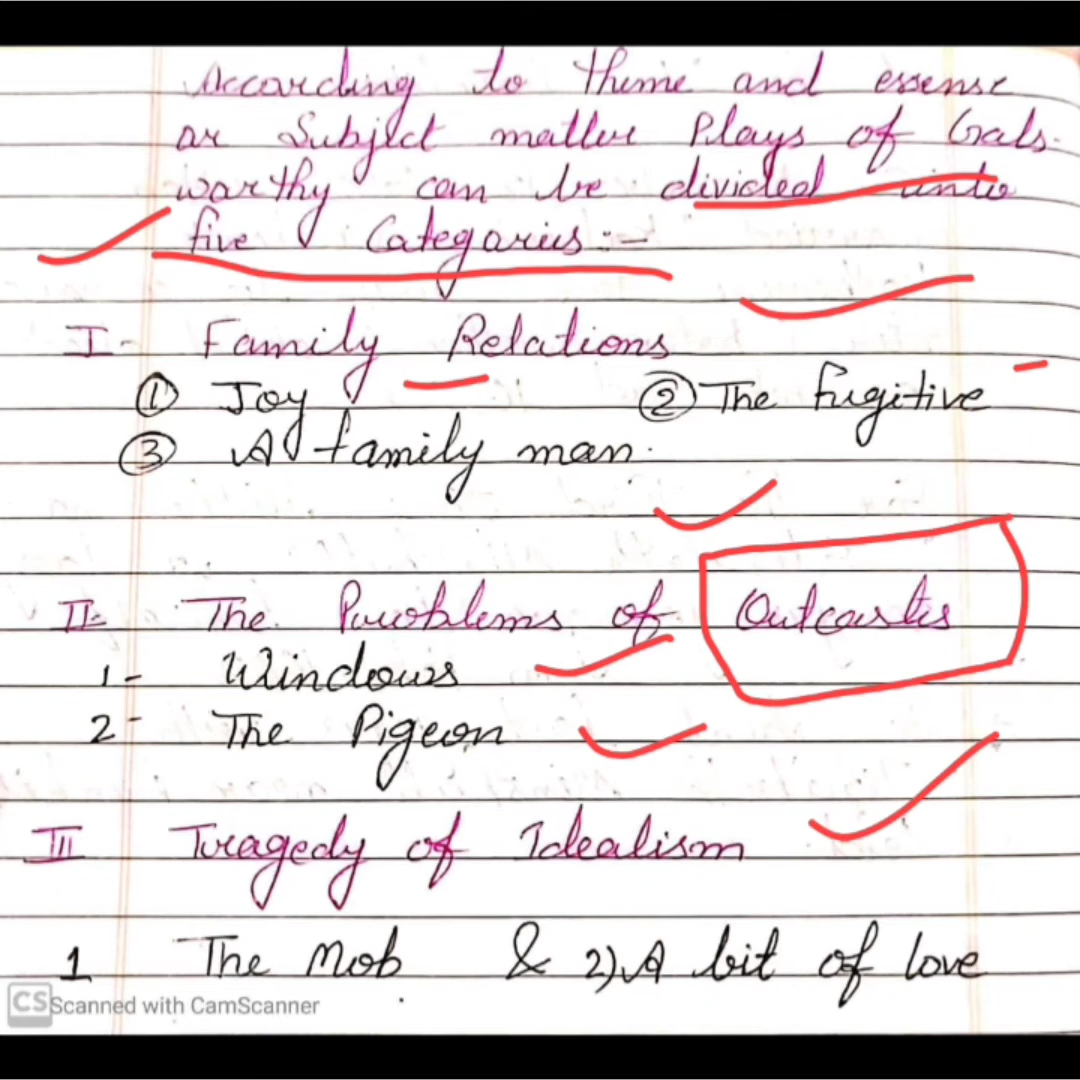 According to theme and essense
or Subject matter Plays of Gals-
worthy can be divided into
five Categories:-
I- Family Relations
① Joy ② The fugitive
③ A family man.
II- The Problems of Outcastes
1- Windows
2- The Pigeon
III Tragedy of Idealism
1 The Mob & 2) A bit of love
CS Scanned with CamScanner